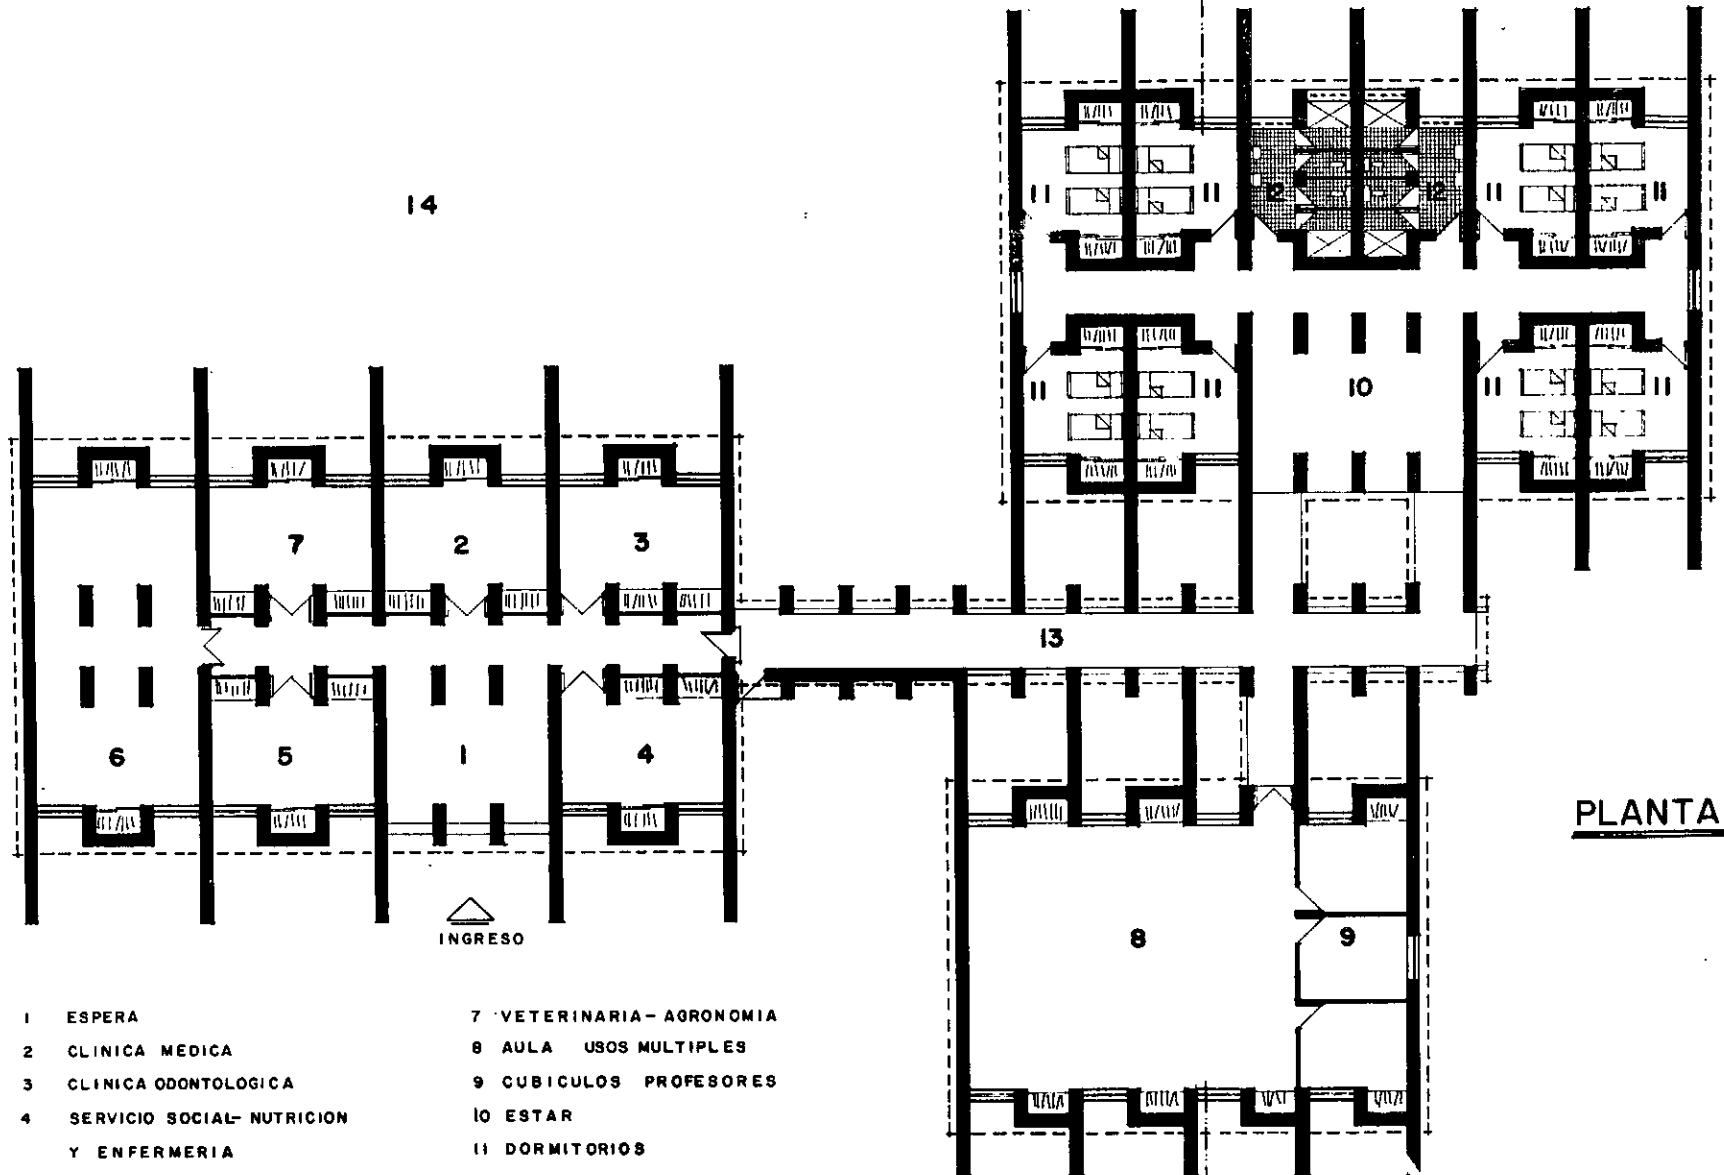 14
11
11
12
12
11
11
11
11
10
11
11
7
2
3
13
6
5
1
4
PLANTA
8
9
INGRESO
1 ESPERA
2 CLINICA MEDICA
3 CLINICA ODONTOLOGICA
4 SERVICIO SOCIAL- NUTRICION
Y ENFERMERIA
7 VETERINARIA- AGRONOMIA
8 AULA USOS MULTIPLES
9 CUBICULOS PROFESORES
10 ESTAR
11 DORMITORIOS